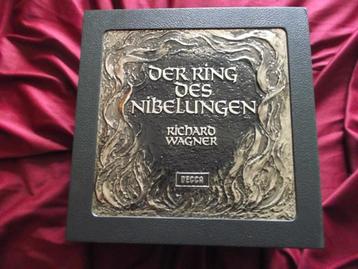 DER RING
DES
NIBELUNGEN
RICHARD
WAGNER
DECCA